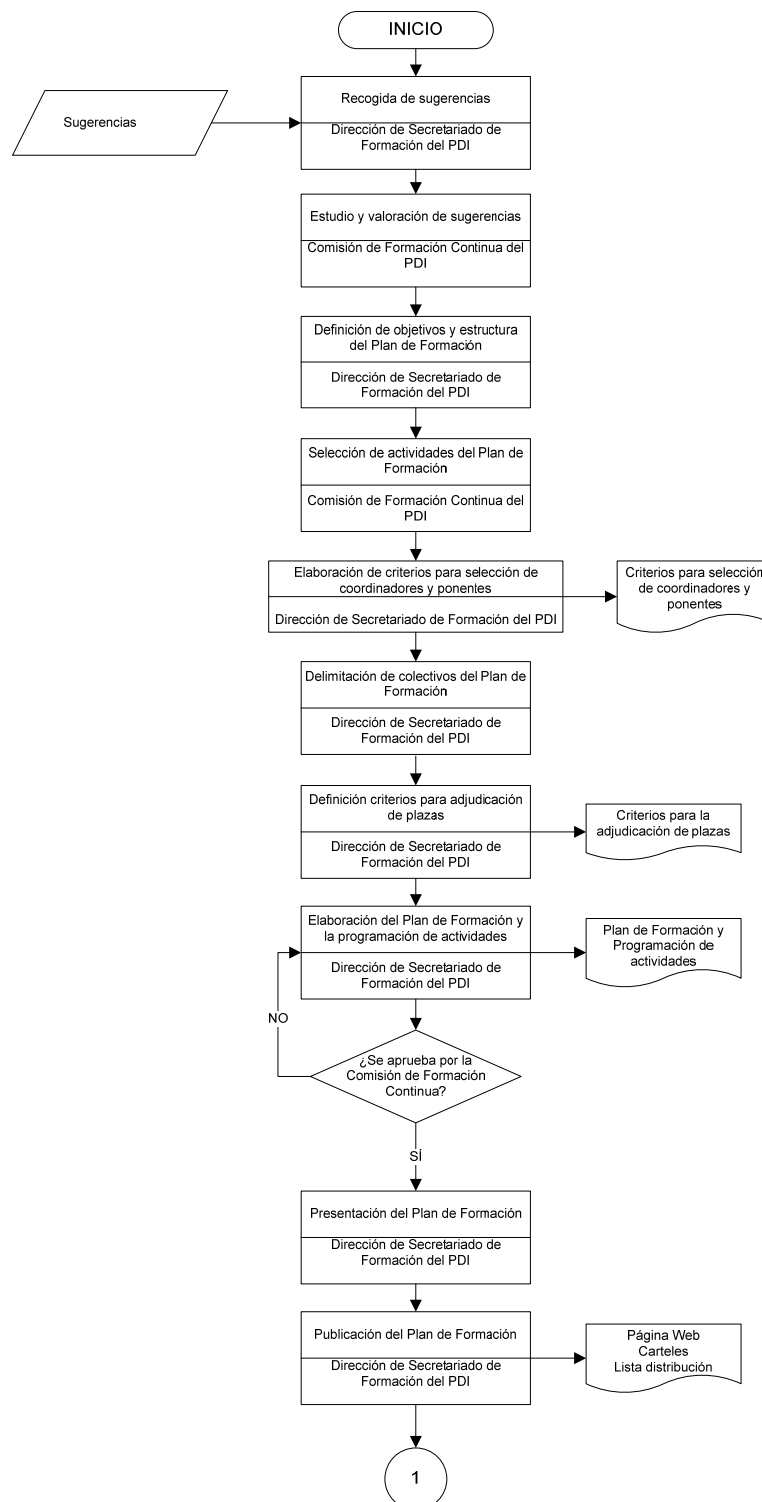 INICIO
Sugerencias
Recogida de sugerencias
Dirección de Secretariado de
Formación del PDI
Estudio y valoración de sugerencias
Comisión de Formación Continua del
PDI
Definición de objetivos y estructura
del Plan de Formación
Dirección de Secretariado de
Formación del PDI
Selección de actividades del Plan de
Formación
Comisión de Formación Continua del
PDI
Elaboración de criterios para selección de
coordinadores y ponentes
Dirección de Secretariado de Formación del PDI
Criterios para selección
de coordinadores y
ponentes
Delimitación de colectivos del Plan de
Formación
Dirección de Secretariado de
Formación del PDI
Definición criterios para adjudicación
de plazas
Dirección de Secretariado de
Formación del PDI
Criterios para la
adjudicación de plazas
Elaboración del Plan de Formación y
la programación de actividades
Dirección de Secretariado de
Formación del PDI
Plan de Formación y
Programación de
actividades
NO
¿Se aprueba por la
Comisión de Formación
Continua?
SÍ
Presentación del Plan de Formación
Dirección de Secretariado de
Formación del PDI
Publicación del Plan de Formación
Dirección de Secretariado de
Formación del PDI
Página Web
Carteles
Lista distribución
1